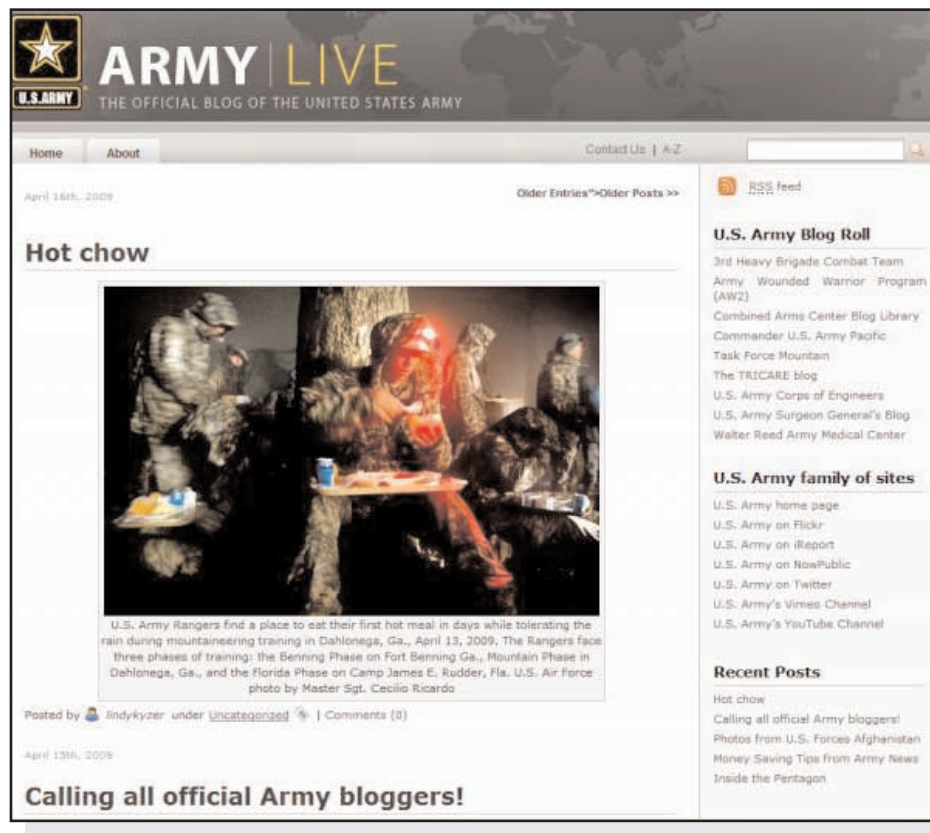 ARMY | LIVE
U.S.ARMY
THE OFFICIAL BLOG OF THE UNITED STATES ARMY
Home About Contact Us | A-Z
April 16th, 2009 Older Entries">Older Posts >>
Hot chow
U.S. Army Rangers find a place to eat their first hot meal in days while tolerating the
rain during mountaineering training in Dahlonega, Ga., April 13, 2009. The Rangers face
three phases of training: the Benning Phase on Fort Benning Ga., Mountain Phase in
Dahlonega, Ga., and the Florida Phase on Camp James E. Rudder, Fla. U.S. Air Force
photo by Master Sgt. Cecilio Ricardo
Posted by lindykyzer under Uncategorized | Comments (0)
April 15th, 2009
Calling all official Army bloggers!
RSS feed
U.S. Army Blog Roll
3rd Heavy Brigade Combat Team
Army Wounded Warrior Program
(AW2)
Combined Arms Center Blog Library
Commander U.S. Army Pacific
Task Force Mountain
The TRICARE blog
U.S. Army Corps of Engineers
U.S. Army Surgeon General's Blog
Walter Reed Army Medical Center
U.S. Army family of sites
U.S. Army home page
U.S. Army on Flickr
U.S. Army on iReport
U.S. Army on NowPublic
U.S. Army on Twitter
U.S. Army's Vimeo Channel
U.S. Army's YouTube Channel
Recent Posts
Hot chow
Calling all official Army bloggers!
Photos from U.S. Forces Afghanistan
Money Saving Tips from Army News
Inside the Pentagon